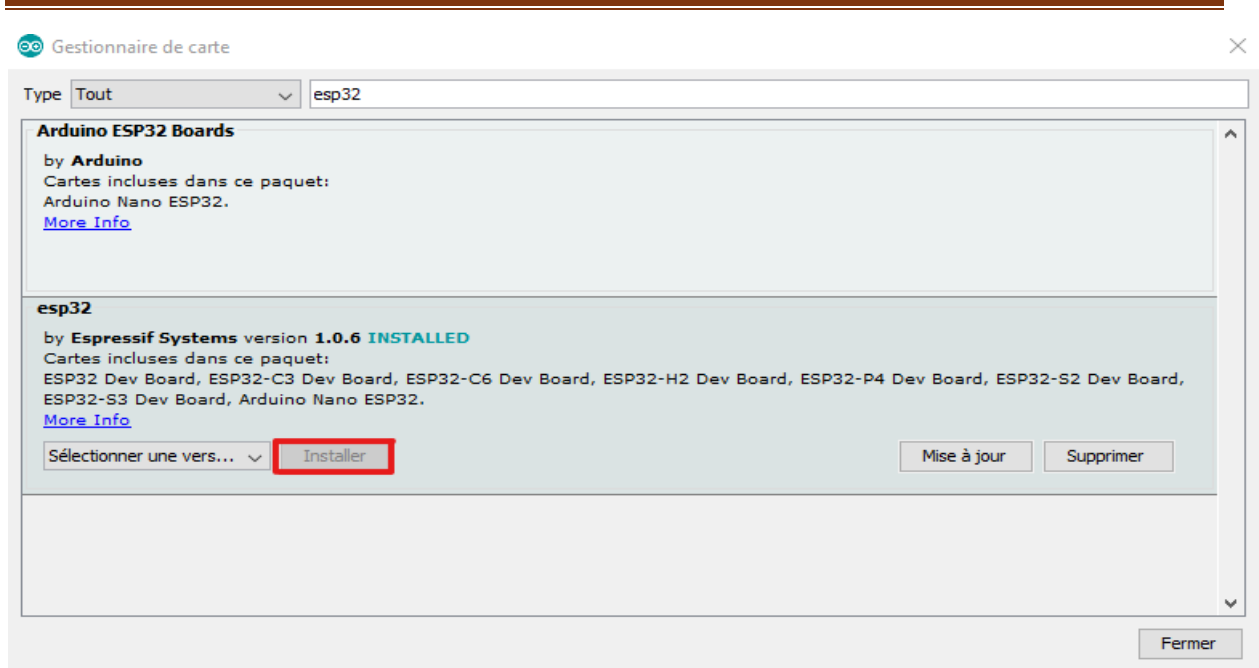 Gestionnaire de carte
Type Tout esp32
Arduino ESP32 Boards
by Arduino
Cartes incluses dans ce paquet:
Arduino Nano ESP32.
More Info
esp32
by Espressif Systems version 1.0.6 INSTALLED
Cartes incluses dans ce paquet:
ESP32 Dev Board, ESP32-C3 Dev Board, ESP32-C6 Dev Board, ESP32-H2 Dev Board, ESP32-P4 Dev Board, ESP32-S2 Dev Board,
ESP32-S3 Dev Board, Arduino Nano ESP32.
More Info
Sélectionner une vers... Installer Mise à jour Supprimer
Fermer